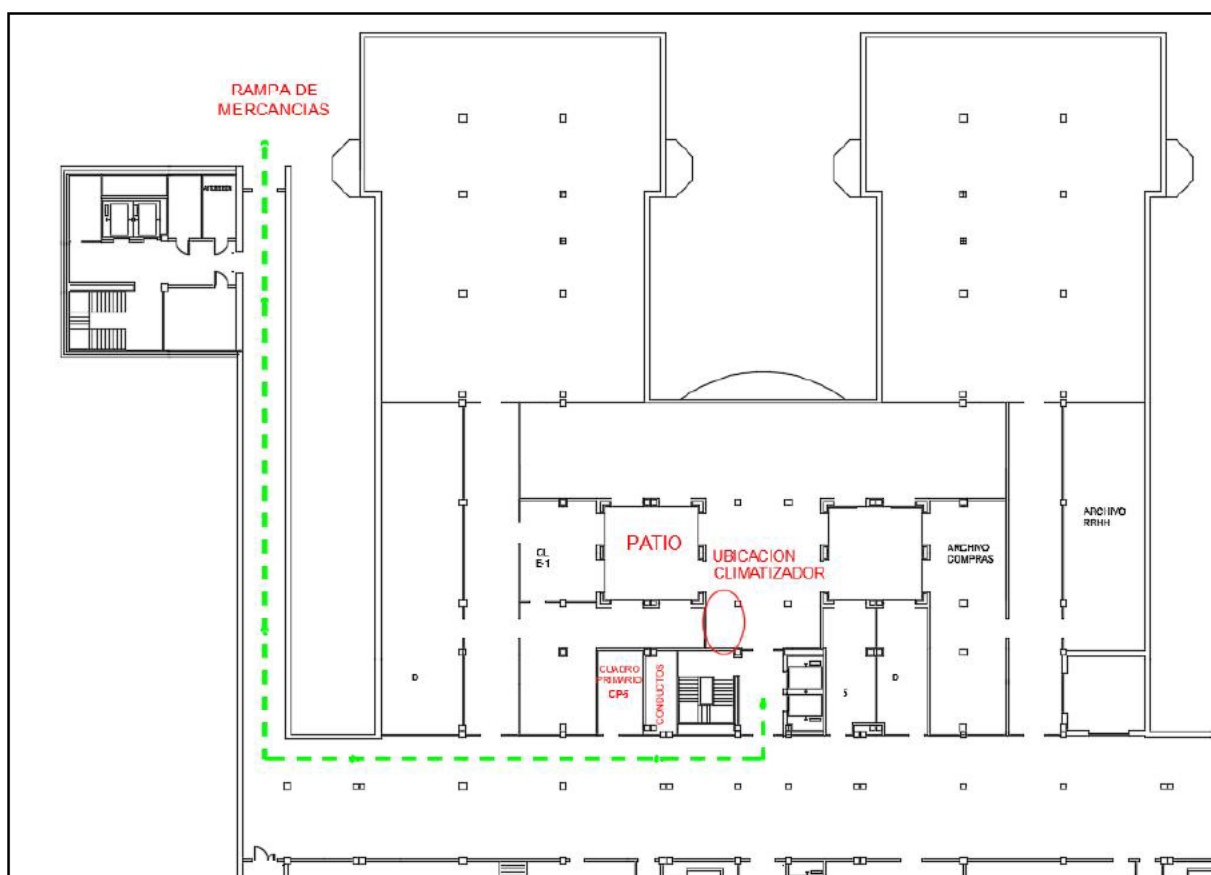 RAMPA DE
MERCANCIAS
PATIO
UBICACION
CLIMATIZADOR
CL
E-1
ARCHIVO
COMPRAS
ARCHIVO
RRHH
D
CUADRO
PRIMARIO
CP5
CONDUCTOS
5
D